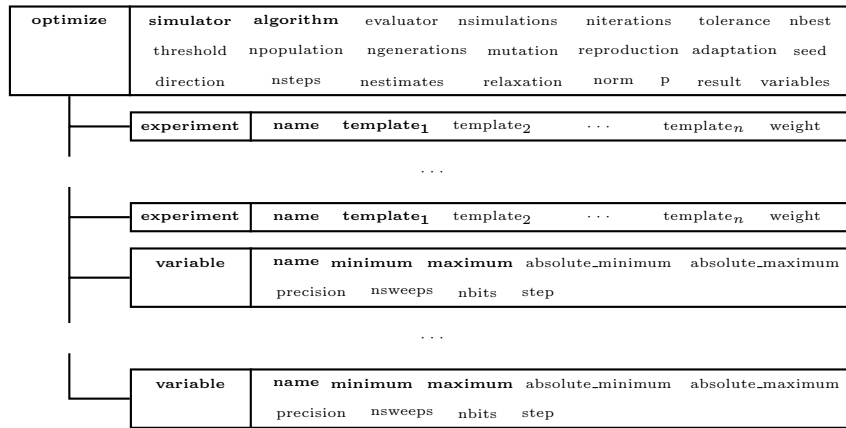 optimize simulator algorithm evaluator nsimulations niterations tolerance nbest
threshold npopulation ngenerations mutation reproduction adaptation seed
direction nsteps nestimates relaxation norm p result variables
experiment name template₁ template₂ ··· templateₙ weight
...
experiment name template₁ template₂ ··· templateₙ weight
variable name minimum maximum absolute_minimum absolute_maximum
precision nsweeps nbits step
...
variable name minimum maximum absolute_minimum absolute_maximum
precision nsweeps nbits step